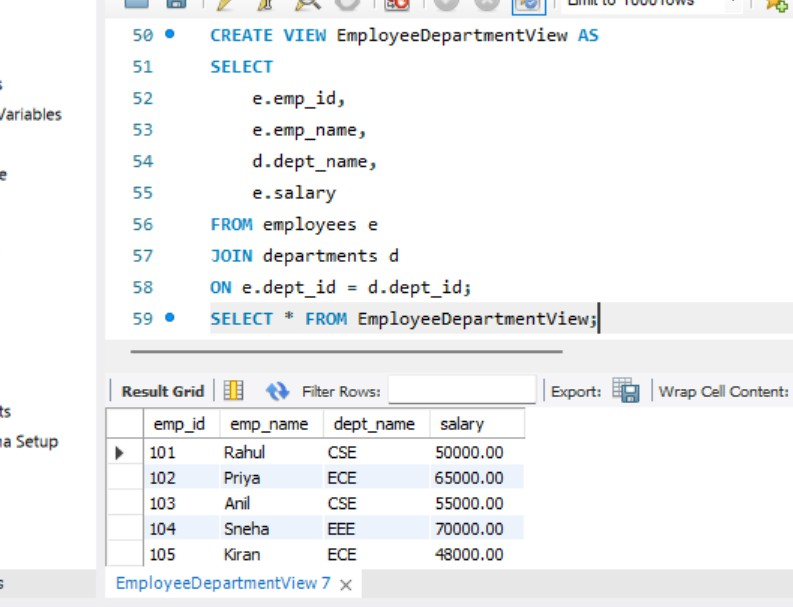 Limit to 1000 rows
50 CREATE VIEW EmployeeDepartmentView AS
51 SELECT
52 e.emp_id,
53 e.emp_name,
54 d.dept_name,
55 e.salary
56 FROM employees e
57 JOIN departments d
58 ON e.dept_id = d.dept_id;
59 SELECT * FROM EmployeeDepartmentView;
Variables
Setup
Result Grid Filter Rows: Export: Wrap Cell Content:
emp_id emp_name dept_name salary
101 Rahul CSE 50000.00
102 Priya ECE 65000.00
103 Anil CSE 55000.00
104 Sneha EEE 70000.00
105 Kiran ECE 48000.00
EmployeeDepartmentView 7